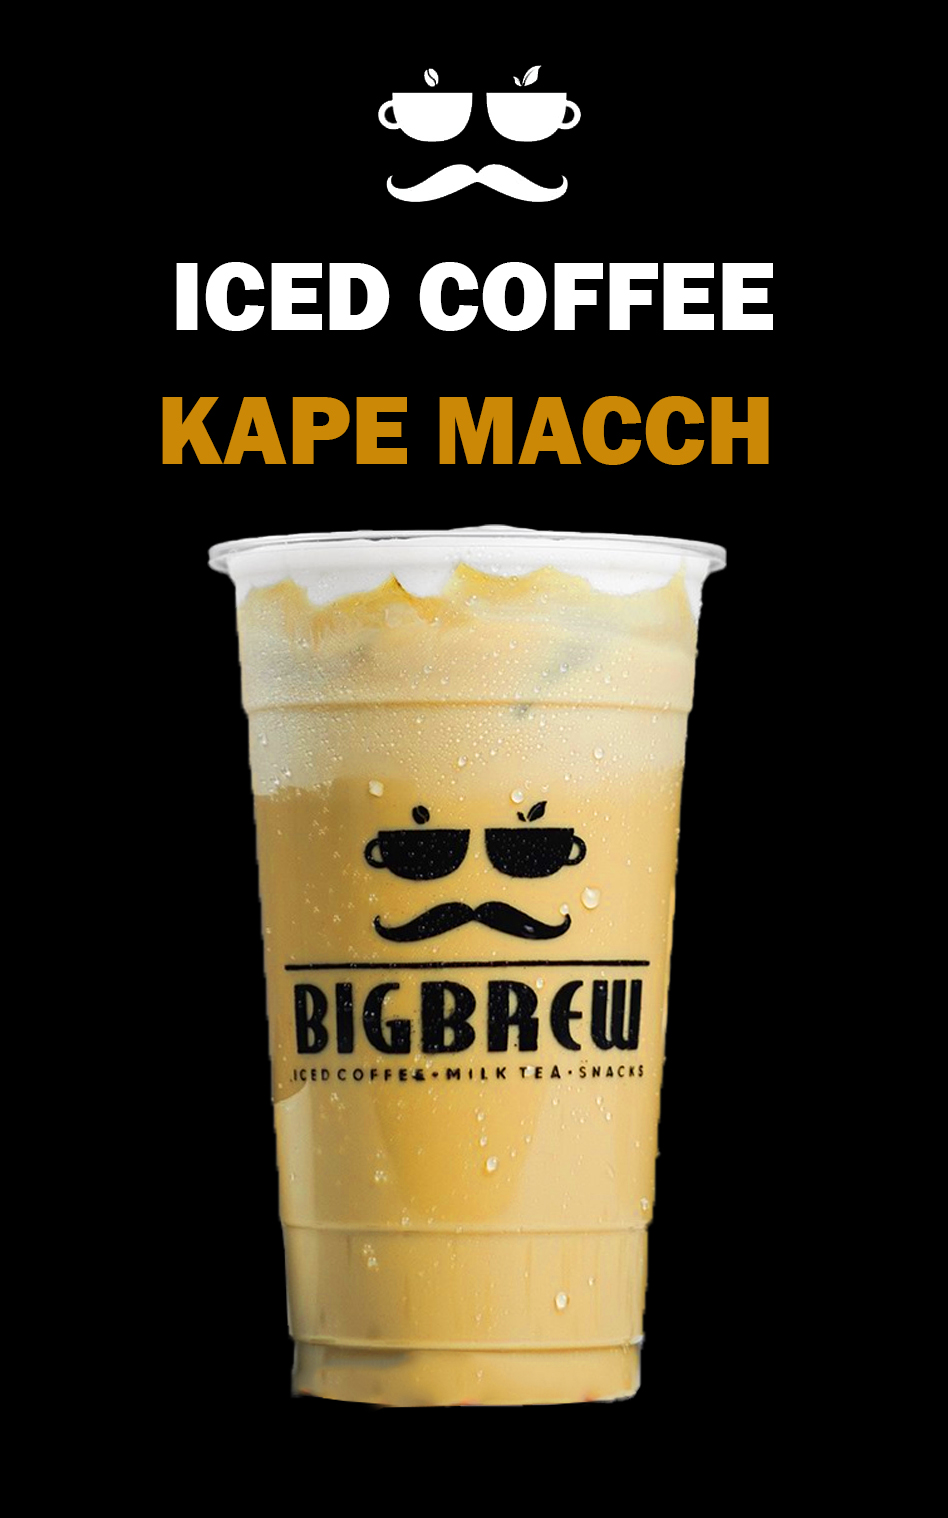 ICED COFFEE
KAPE MACCH
BIGBREW
ICED COFFEE • MILK TEA • SNACKS